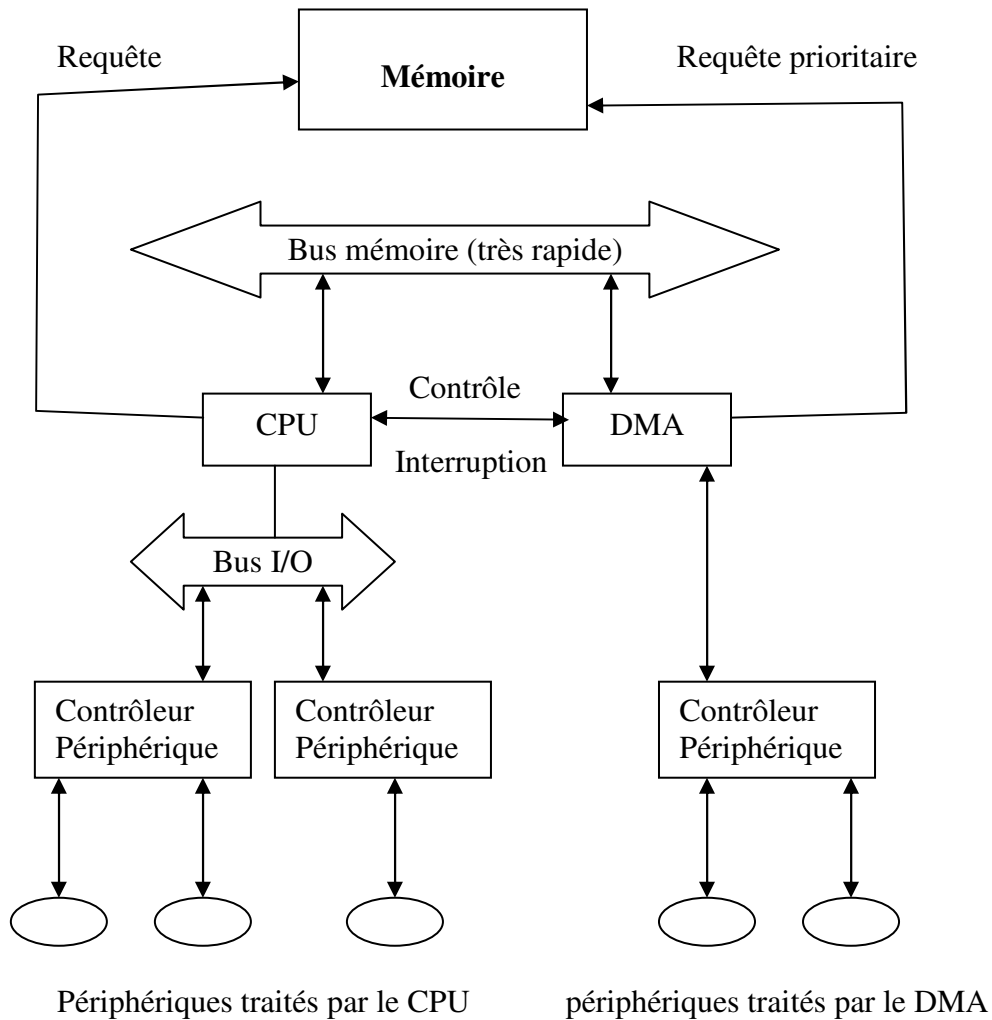 Requête
Requête prioritaire
Mémoire
Bus mémoire (très rapide)
Contrôle
CPU
DMA
Interruption
Bus I/O
Contrôleur
Périphérique
Contrôleur
Périphérique
Contrôleur
Périphérique
Périphériques traités par le CPU
périphériques traités par le DMA